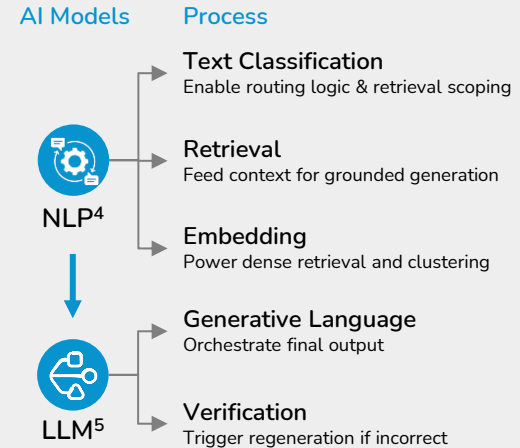 AI Models
Process
Text Classification
Enable routing logic & retrieval scoping
Retrieval
Feed context for grounded generation
NLP⁴
Embedding
Power dense retrieval and clustering
Generative Language
Orchestrate final output
LLM⁵
Verification
Trigger regeneration if incorrect